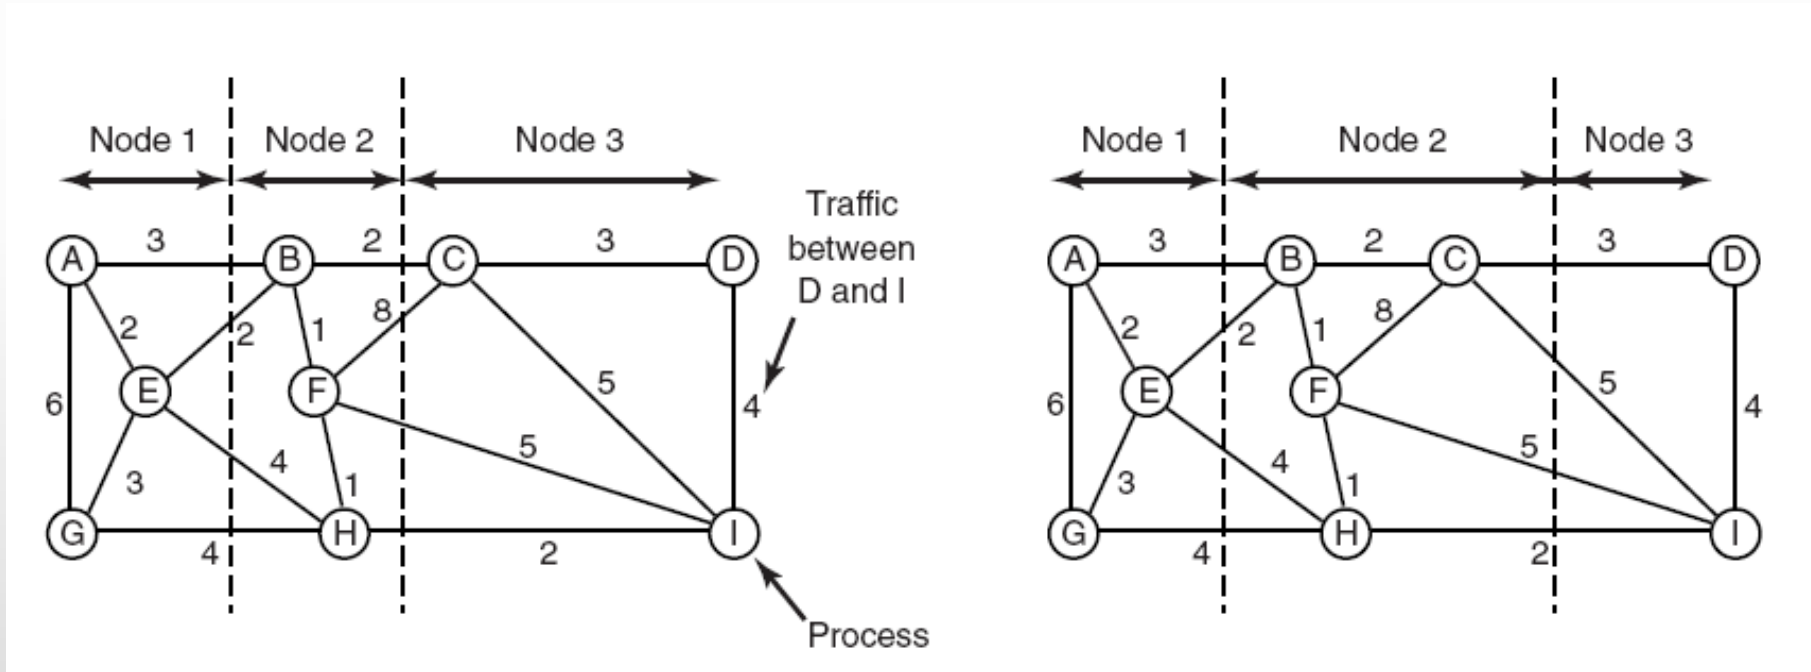 Node 1 Node 2 Node 3
Traffic
between
D and I
A 3 B 2 C 3 D
2 2 1 8
E F
6 5 4
3 4 1 5
G H I
4 2
Process
Node 1 Node 2 Node 3
A 3 B 2 C 3 D
2 2 1 8
E F
6 5 4
3 4 1 5
G H I
4 2